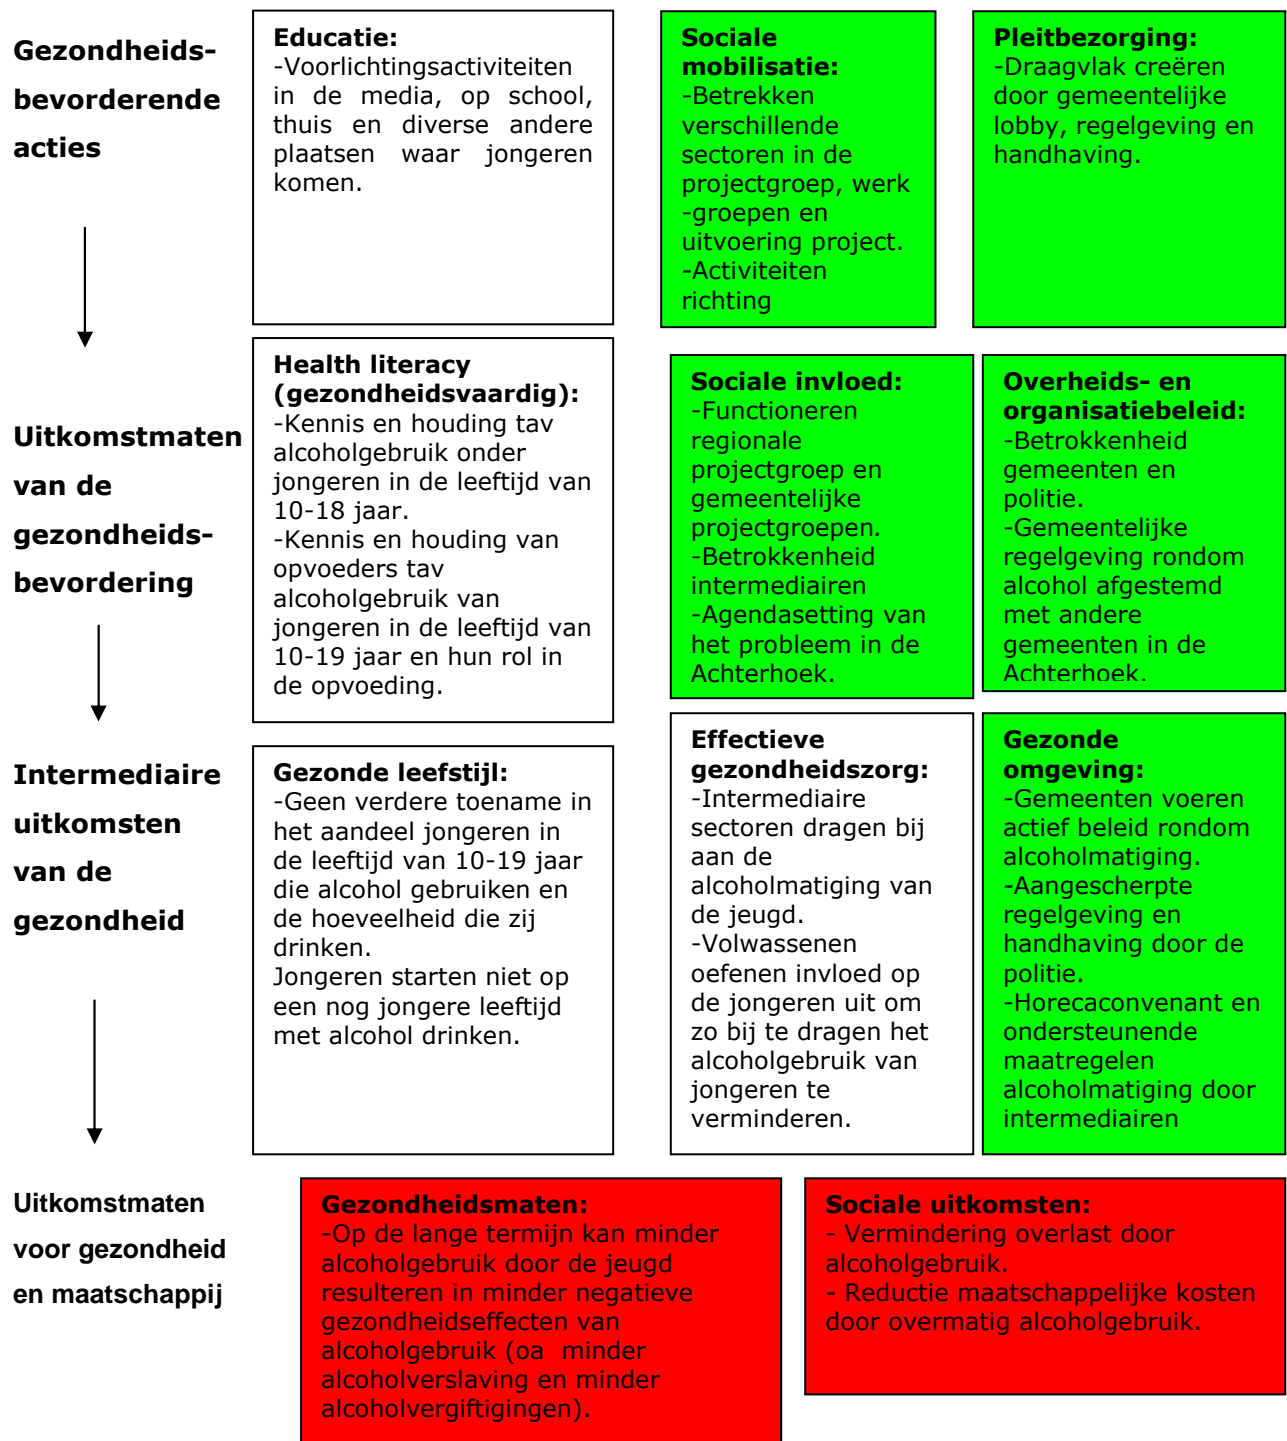 Gezondheids-
bevorderende
acties
Educatie:
-Voorlichtingsactiviteiten
in de media, op school,
thuis en diverse andere
plaatsen waar jongeren
komen.
Sociale
mobilisatie:
-Betrekken
verschillende
sectoren in de
projectgroep, werk
-groepen en
uitvoering project.
-Activiteiten
richting
Pleitbezorging:
-Draagvlak creëren
door gemeentelijke
lobby, regelgeving en
handhaving.
Uitkomstmaten
van de
gezondheids-
bevordering
Health literacy
(gezondheidsvaardig):
-Kennis en houding tav
alcoholgebruik onder
jongeren in de leeftijd van
10-18 jaar.
-Kennis en houding van
opvoeders tav
alcoholgebruik van
jongeren in de leeftijd van
10-19 jaar en hun rol in
de opvoeding.
Sociale invloed:
-Functioneren
regionale
projectgroep en
gemeentelijke
projectgroepen.
-Betrokkenheid
intermediairen
-Agendasetting van
het probleem in de
Achterhoek.
Overheids- en
organisatiebeleid:
-Betrokkenheid
gemeenten en
politie.
-Gemeentelijke
regelgeving rondom
alcohol afgestemd
met andere
gemeenten in de
Achterhoek.
Intermediaire
uitkomsten
van de
gezondheid
Gezonde leefstijl:
-Geen verdere toename in
het aandeel jongeren in
de leeftijd van 10-19 jaar
die alcohol gebruiken en
de hoeveelheid die zij
drinken.
Jongeren starten niet op
een nog jongere leeftijd
met alcohol drinken.
Effectieve
gezondheidszorg:
-Intermediaire
sectoren dragen bij
aan de
alcoholmatiging van
de jeugd.
-Volwassenen
oefenen invloed op
de jongeren uit om
zo bij te dragen het
alcoholgebruik van
jongeren te
verminderen.
Gezonde
omgeving:
-Gemeenten voeren
actief beleid rondom
alcoholmatiging.
-Aangescherpte
regelgeving en
handhaving door de
politie.
-Horecaconvenant en
ondersteunende
maatregelen
alcoholmatiging door
intermediairen
Uitkomstmaten
voor gezondheid
en maatschappij
Gezondheidsmaten:
-Op de lange termijn kan minder
alcoholgebruik door de jeugd
resulteren in minder negatieve
gezondheidseffecten van
alcoholgebruik (oa minder
alcoholverslaving en minder
alcoholvergiftigingen).
Sociale uitkomsten:
- Vermindering overlast door
alcoholgebruik.
- Reductie maatschappelijke kosten
door overmatig alcoholgebruik.